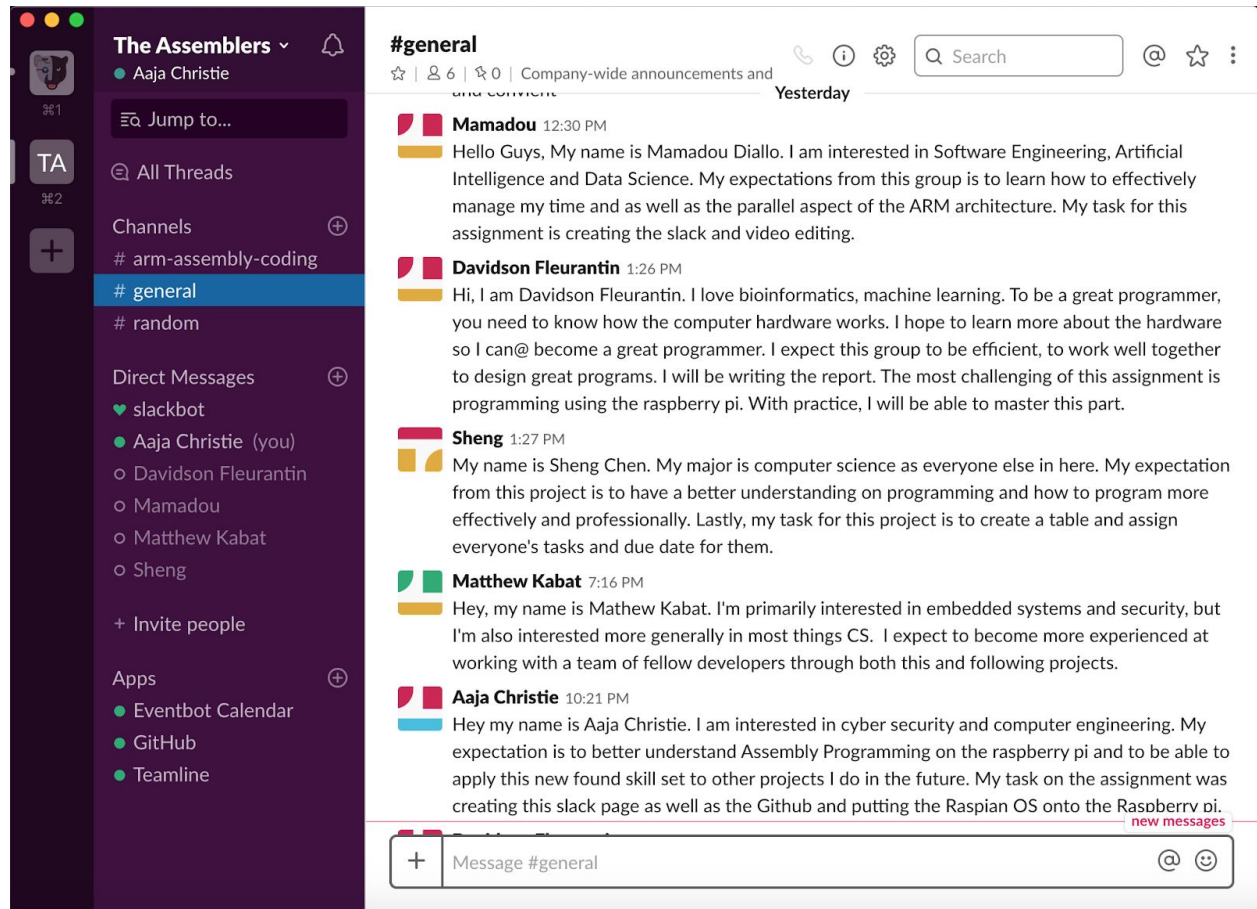 The Assemblers
Aaja Christie
⌘1
Jump to...
TA
⌘2
All Threads
Channels
# arm-assembly-coding
# general
# random
Direct Messages
slackbot
Aaja Christie (you)
Davidson Fleurantin
Mamadou
Matthew Kabat
Sheng
+ Invite people
Apps
Eventbot Calendar
GitHub
Teamline
#general
6 | 0 | Company-wide announcements and
Search
and convient
Yesterday
Mamadou 12:30 PM
Hello Guys, My name is Mamadou Diallo. I am interested in Software Engineering, Artificial
Intelligence and Data Science. My expectations from this group is to learn how to effectively
manage my time and as well as the parallel aspect of the ARM architecture. My task for this
assignment is creating the slack and video editing.
Davidson Fleurantin 1:26 PM
Hi, I am Davidson Fleurantin. I love bioinformatics, machine learning. To be a great programmer,
you need to know how the computer hardware works. I hope to learn more about the hardware
so I can@ become a great programmer. I expect this group to be efficient, to work well together
to design great programs. I will be writing the report. The most challenging of this assignment is
programming using the raspberry pi. With practice, I will be able to master this part.
Sheng 1:27 PM
My name is Sheng Chen. My major is computer science as everyone else in here. My expectation
from this project is to have a better understanding on programming and how to program more
effectively and professionally. Lastly, my task for this project is to create a table and assign
everyone's tasks and due date for them.
Matthew Kabat 7:16 PM
Hey, my name is Mathew Kabat. I'm primarily interested in embedded systems and security, but
I'm also interested more generally in most things CS. I expect to become more experienced at
working with a team of fellow developers through both this and following projects.
Aaja Christie 10:21 PM
Hey my name is Aaja Christie. I am interested in cyber security and computer engineering. My
expectation is to better understand Assembly Programming on the raspberry pi and to be able to
apply this new found skill set to other projects I do in the future. My task on the assignment was
creating this slack page as well as the Github and putting the Raspian OS onto the Raspberry pi.
new messages
Message #general